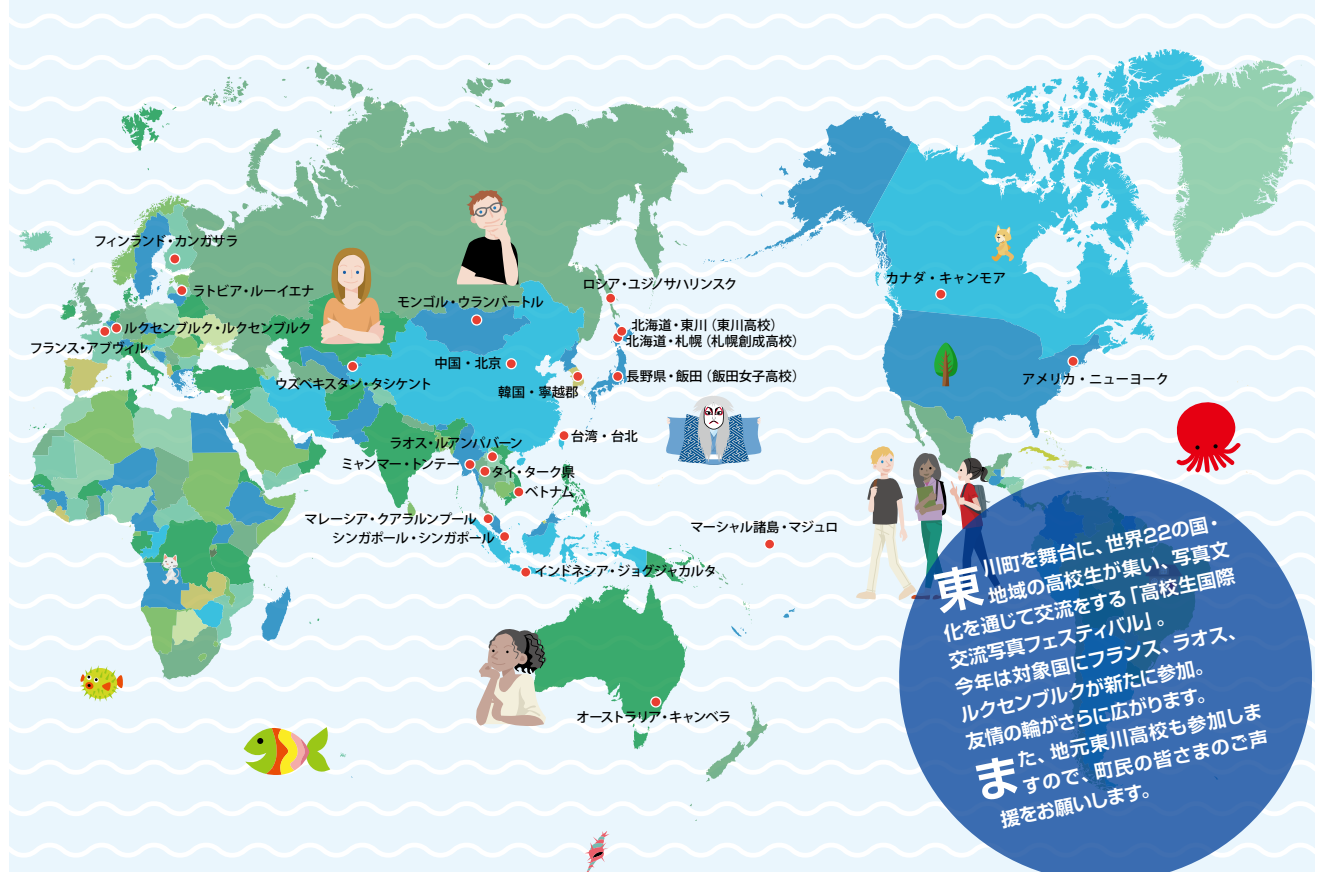 フィンランド・カンガサラ
ラトビア・ルーイエナ
ルクセンブルク・ルクセンブルク
フランス・アブヴィル
ウズベキスタン・タシケント
モンゴル・ウランバートル
中国・北京
韓国・寧越郡
ロシア・ユジノサハリンスク
北海道・東川（東川高校）
北海道・札幌（札幌創成高校）
長野県・飯田（飯田女子高校）
台湾・台北
ラオス・ルアンパバーン
ミャンマー・トンテー
タイ・ターク県
ベトナム
マレーシア・クアラルンプール
シンガポール・シンガポール
インドネシア・ジョグジャカルタ
オーストラリア・キャンベラ
マーシャル諸島・マジュロ
カナダ・キャンモア
アメリカ・ニューヨーク
東川町を舞台に、世界22の国・
地域の高校生が集い、写真文
化を通じて交流をする「高校生国際
交流写真フェスティバル」。
今年は対象国にフランス、ラオス、
ルクセンブルクが新たに参加。
友情の輪がさらに広がります。
また、地元東川高校も参加しま
すので、町民の皆さまのご声
援をお願いします。